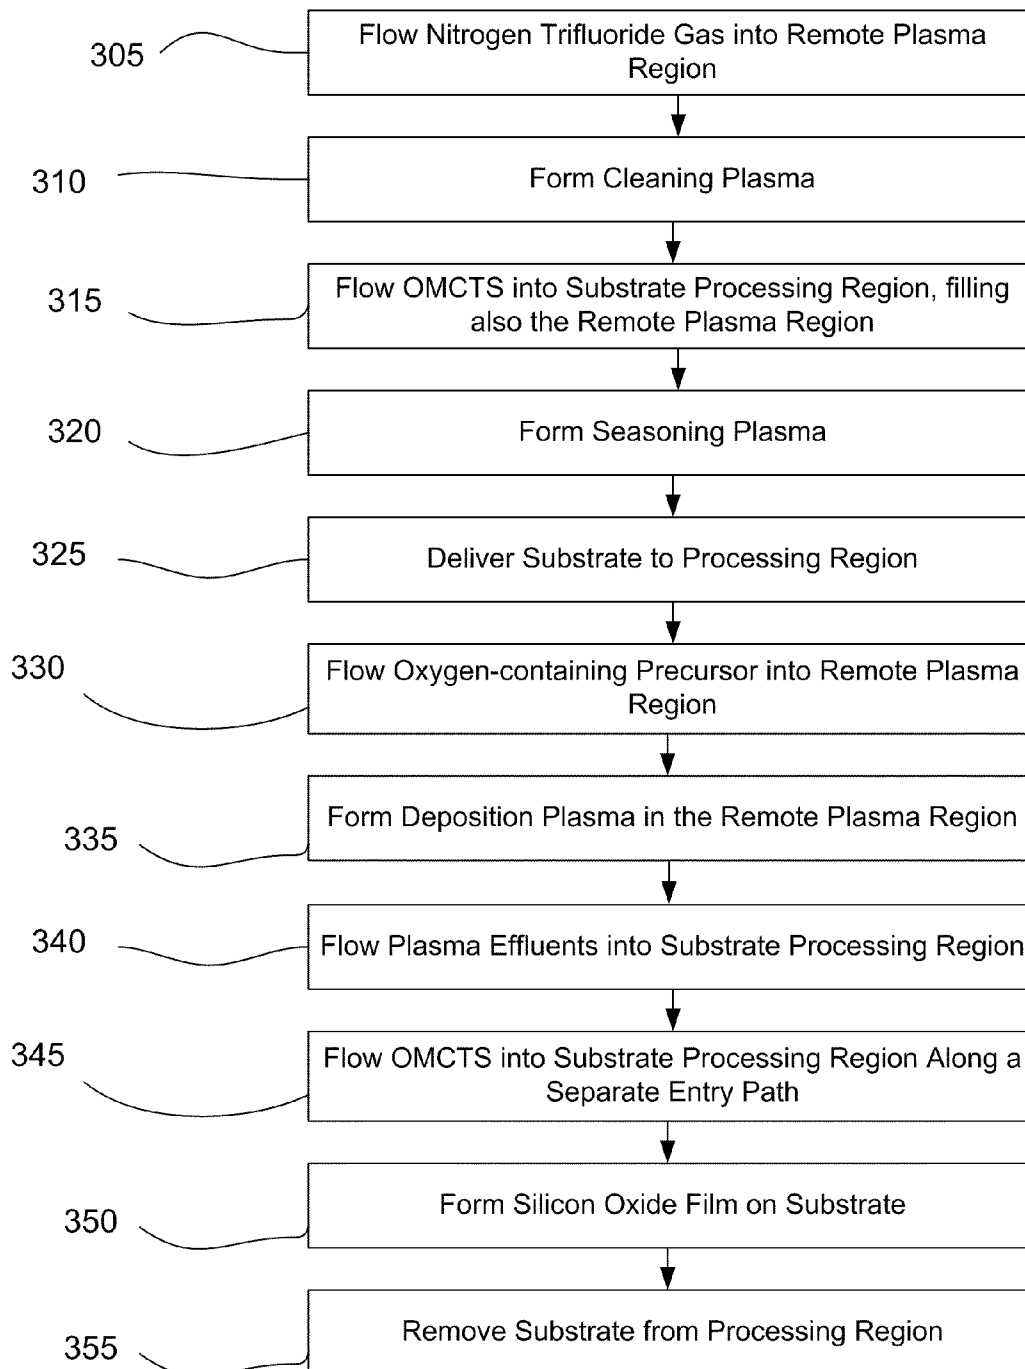 305
Flow Nitrogen Trifluoride Gas into Remote Plasma
Region
310
Form Cleaning Plasma
315
Flow OMCTS into Substrate Processing Region, filling
also the Remote Plasma Region
320
Form Seasoning Plasma
325
Deliver Substrate to Processing Region
330
Flow Oxygen-containing Precursor into Remote Plasma
Region
335
Form Deposition Plasma in the Remote Plasma Region
340
Flow Plasma Effluents into Substrate Processing Region
345
Flow OMCTS into Substrate Processing Region Along a
Separate Entry Path
350
Form Silicon Oxide Film on Substrate
355
Remove Substrate from Processing Region